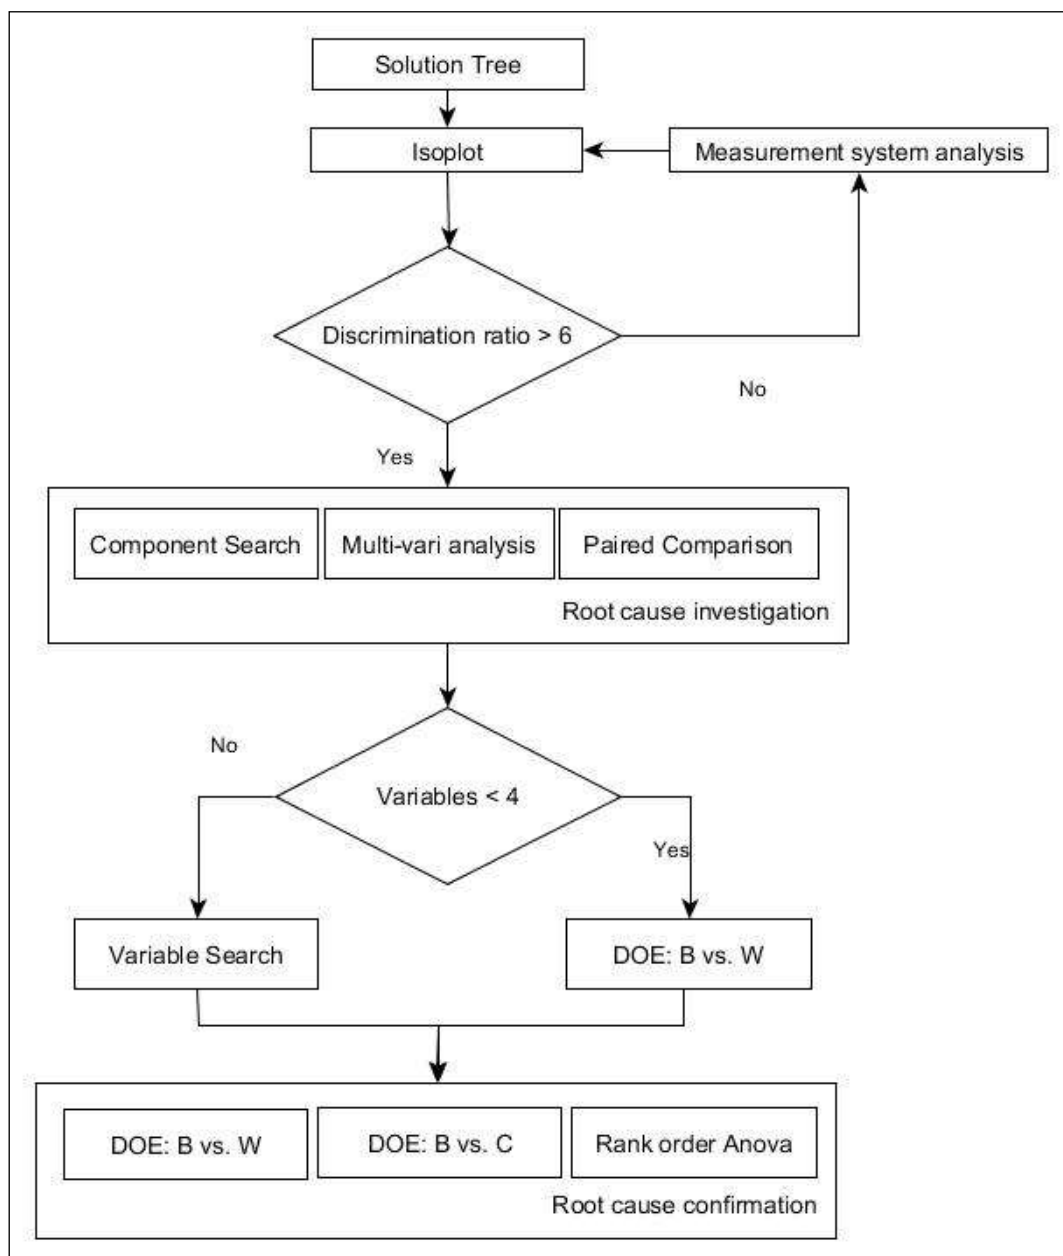 Solution Tree
Isoplot
Measurement system analysis
Discrimination ratio > 6
No
Yes
Component Search
Multi-vari analysis
Paired Comparison
Root cause investigation
No
Variables < 4
Yes
Variable Search
DOE: B vs. W
DOE: B vs. W
DOE: B vs. C
Rank order Anova
Root cause confirmation